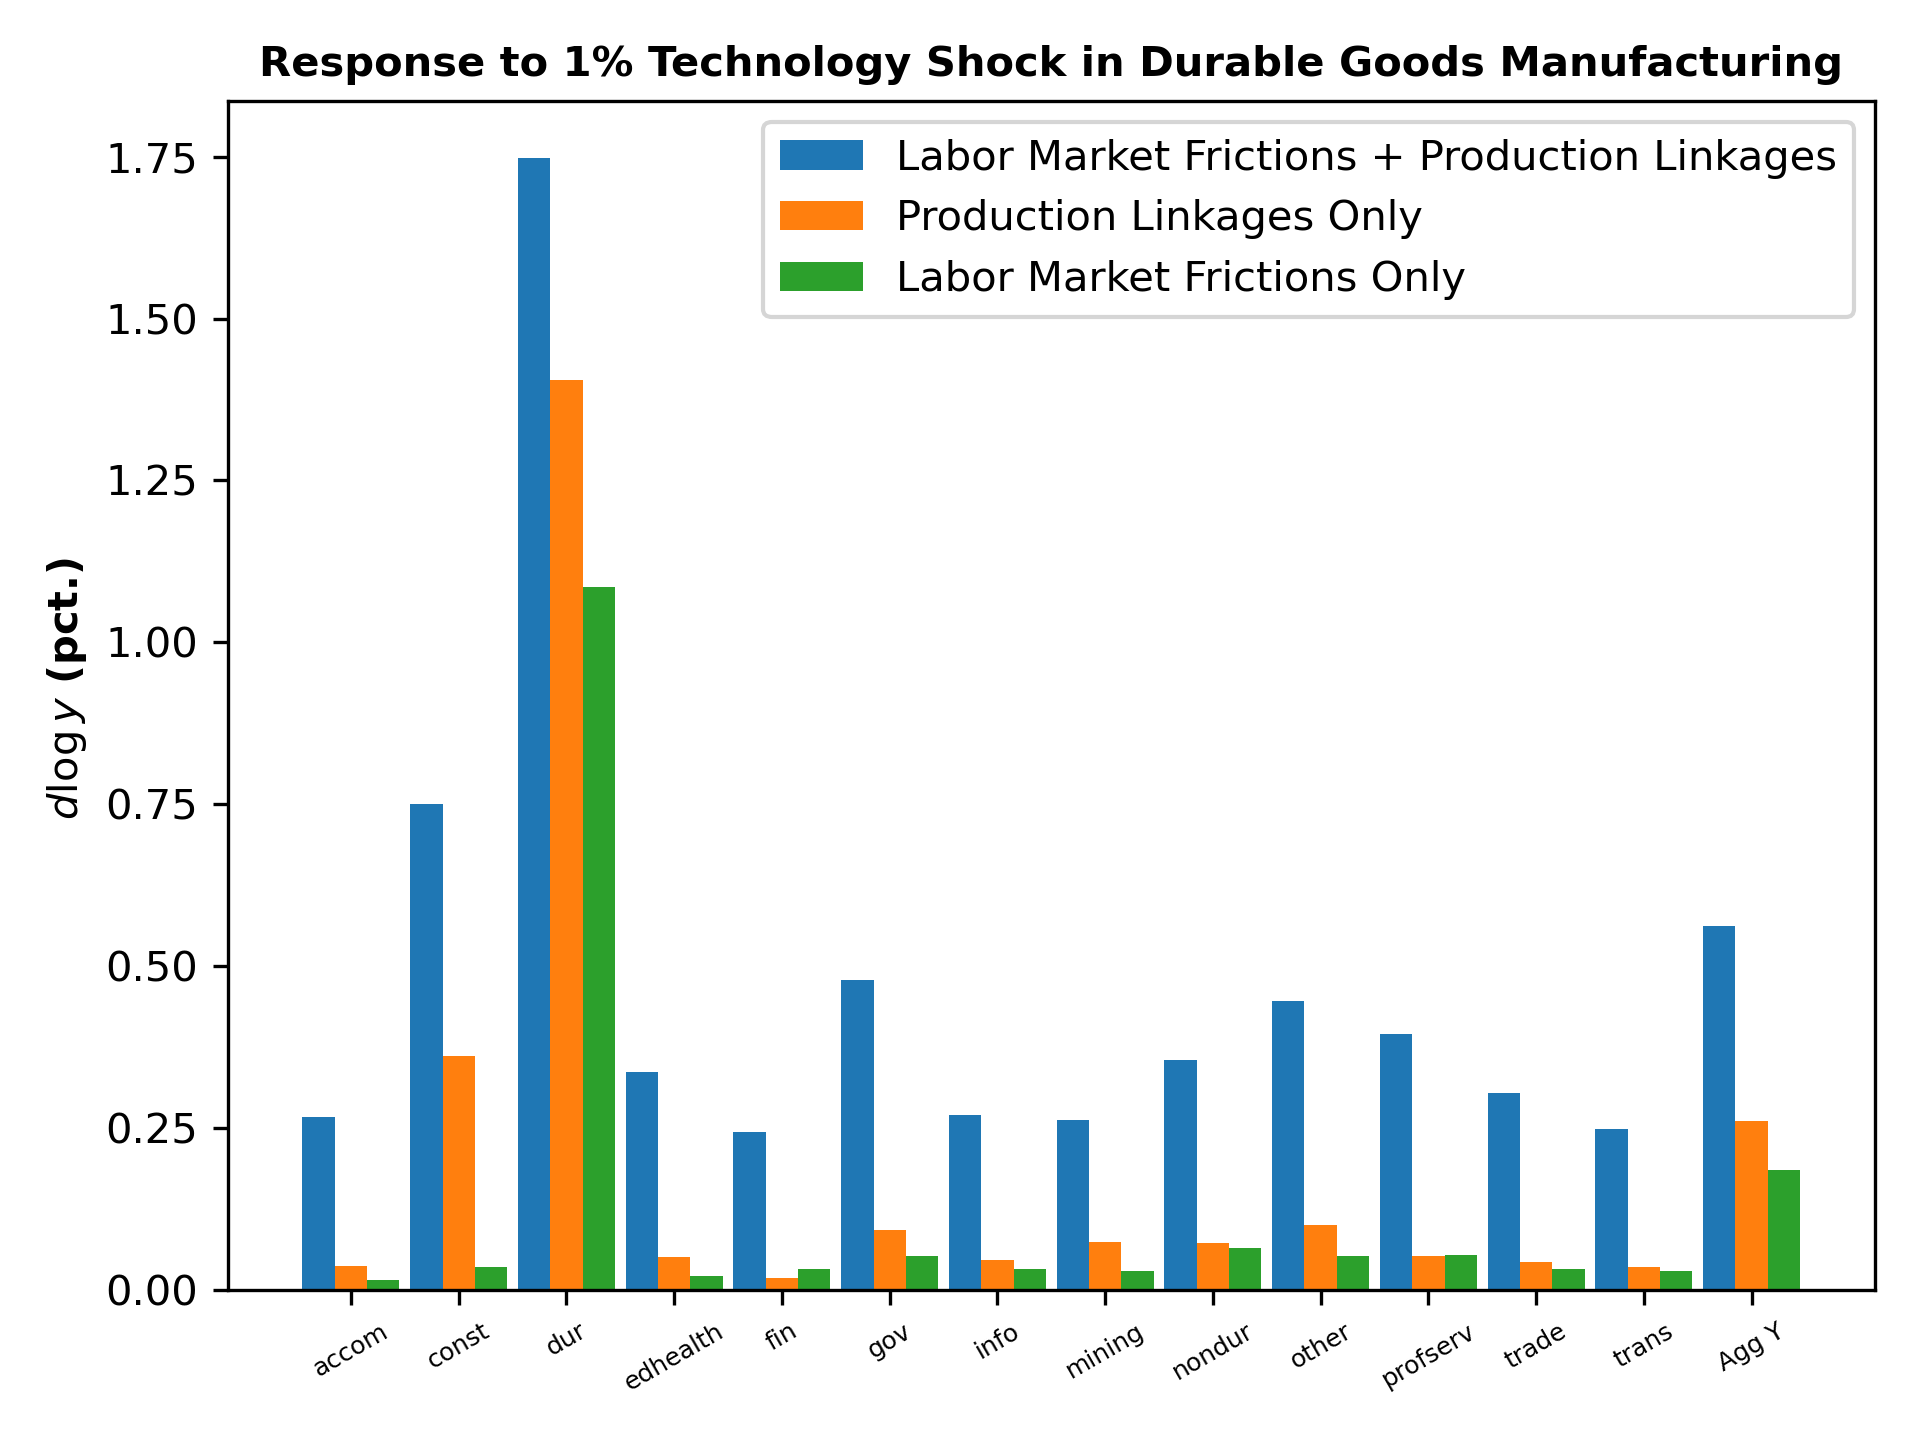 Response to 1% Technology Shock in Durable Goods Manufacturing
Labor Market Frictions + Production Linkages
Production Linkages Only
Labor Market Frictions Only
dlog y (pct.)
1.75
1.50
1.25
1.00
0.75
0.50
0.25
0.00
accom
const
dur
edhealth
fin
gov
info
mining
nondur
other
profserv
trade
trans
Agg Y